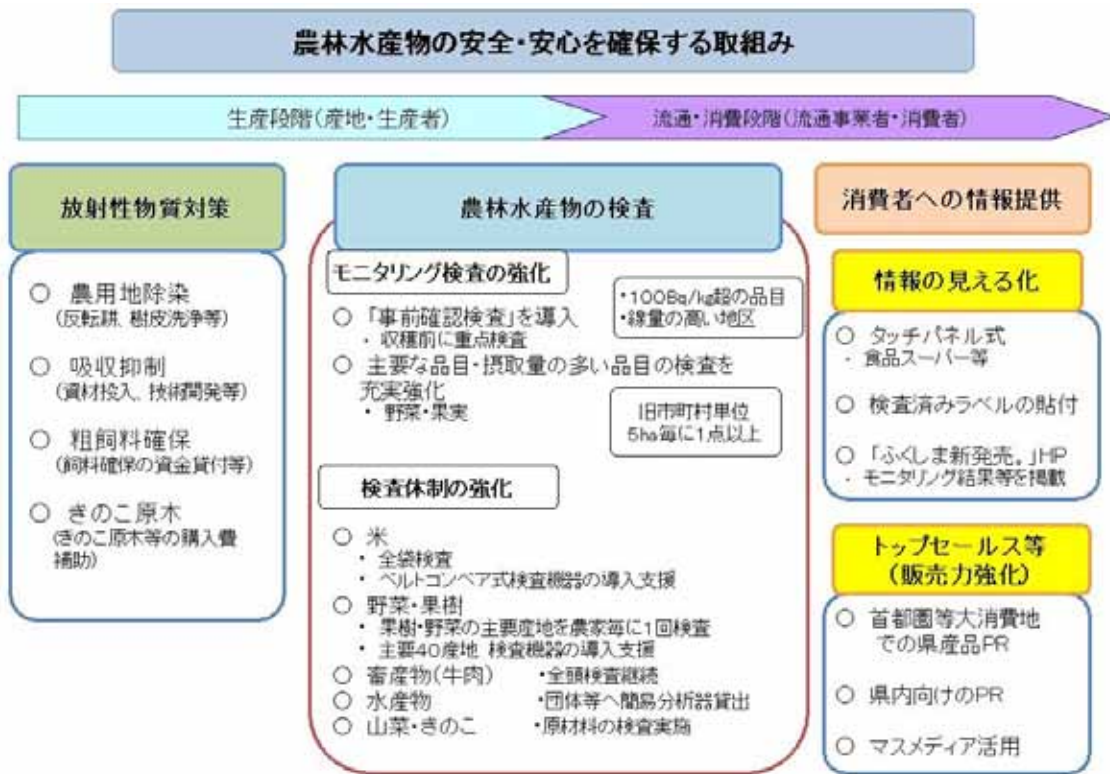 農林水産物の安全・安心を確保する取組み
生産段階(産地・生産者)
流通・消費段階(流通事業者・消費者)
放射性物質対策
○ 農用地除染
(反転耕、樹皮洗浄等)
○ 吸収抑制
(資材投入、技術開発等)
○ 粗飼料確保
(飼料確保の資金貸付等)
○ きのこ原木
(きのこ原木等の購入費
補助)
農林水産物の検査
モニタリング検査の強化
○ 「事前確認検査」を導入
・ 収穫前に重点検査
・100Bq/kg超の品目
・線量の高い地区
○ 主要な品目・摂取量の多い品目の検査を
充実強化
・ 野菜・果実
旧市町村単位
5ha毎に1点以上
検査体制の強化
○ 米
・ 全袋検査
・ ベルトコンベア式検査機器の導入支援
○ 野菜・果樹
・ 果樹・野菜の主要産地を農家毎に1回検査
・ 主要40産地 検査機器の導入支援
○ 畜産物(牛肉) ・全頭検査継続
○ 水産物 ・団体等へ簡易分析器貸出
○ 山菜・きのこ ・原材料の検査実施
消費者への情報提供
情報の見える化
○ タッチパネル式
・ 食品スーパー等
○ 検査済みラベルの貼付
○ 「ふくしま新発売。」HP
・ モニタリング結果等を掲載
トップセールス等
(販売力強化)
○ 首都圏等大消費地
での県産品PR
○ 県内向けのPR
○ マスメディア活用